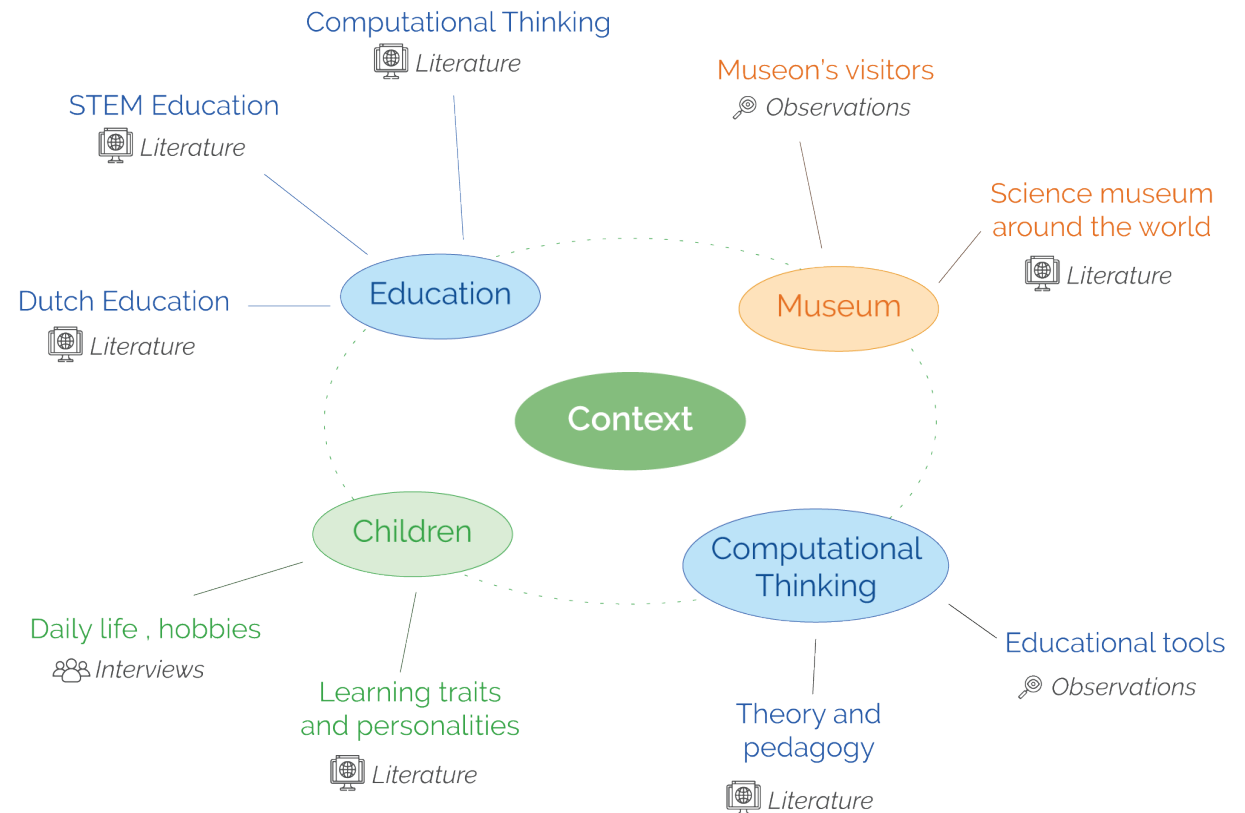 Computational Thinking
Literature
STEM Education
Literature
Museon's visitors
Observations
Science museum
around the world
Literature
Dutch Education
Literature
Education
Museum
Context
Children
Computational
Thinking
Daily life , hobbies
Interviews
Learning traits
and personalities
Literature
Theory and
pedagogy
Literature
Educational tools
Observations